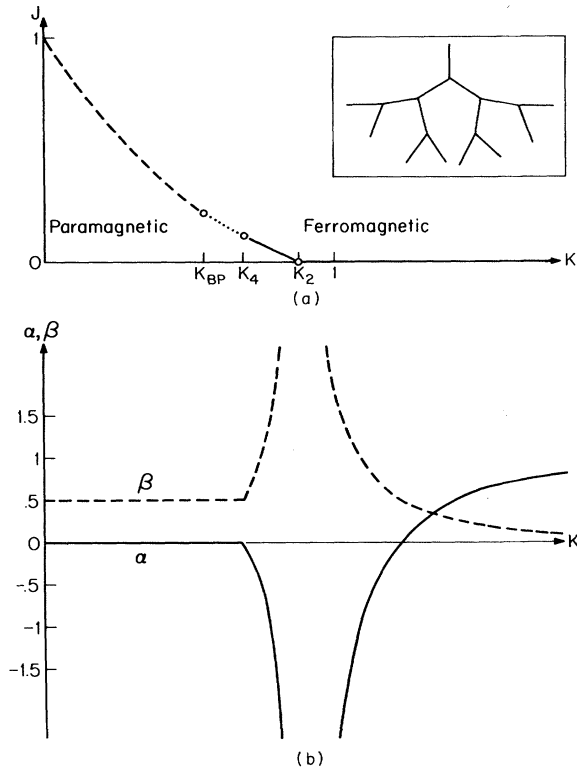 J
1
Paramagnetic Ferromagnetic
0
K_BP K_4 K_2 1 K
(a)
α, β
1.5
1
.5 β
0 α K
-.5
-1
-1.5
(b)